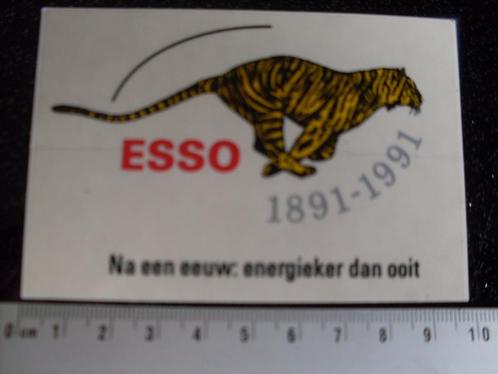 ESSO
1891-1991
Na een eeuw: energieker dan ooit
0 cm 1 2 3 4 5 6 7 8 9 10